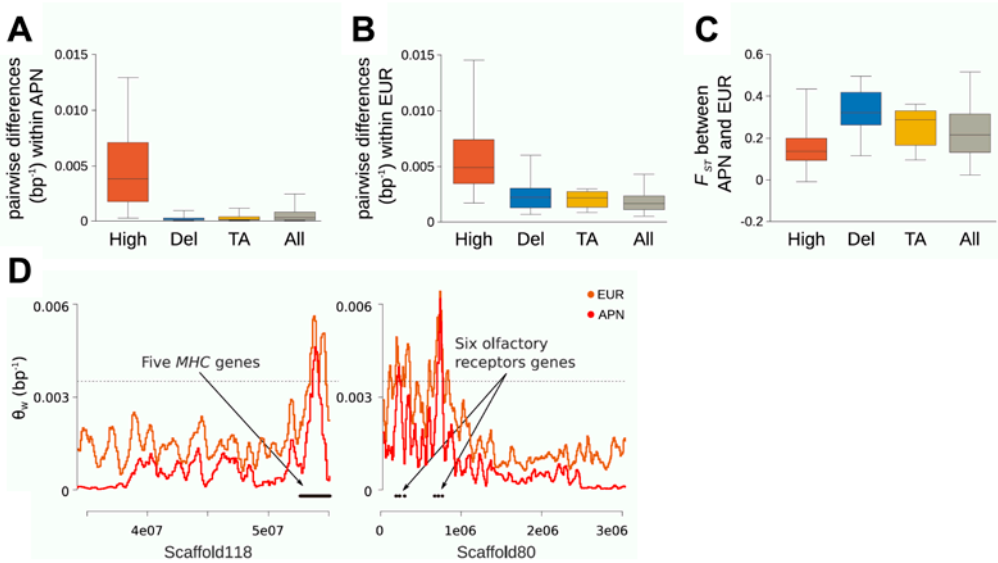 A
pairwise differences
(bp⁻¹) within APN
0.015
0.010
0.005
0
High Del TA All
B
pairwise differences
(bp⁻¹) within EUR
0.015
0.010
0.005
0
High Del TA All
C
F_ST between
APN and EUR
0.6
0.4
0.2
0
-0.2
High Del TA All
D
θ_w (bp⁻¹)
0.006
0.003
0
Five MHC genes
4e07 5e07
Scaffold118
0.006
0.003
0
EUR
APN
Six olfactory
receptors genes
0 1e06 2e06 3e06
Scaffold80